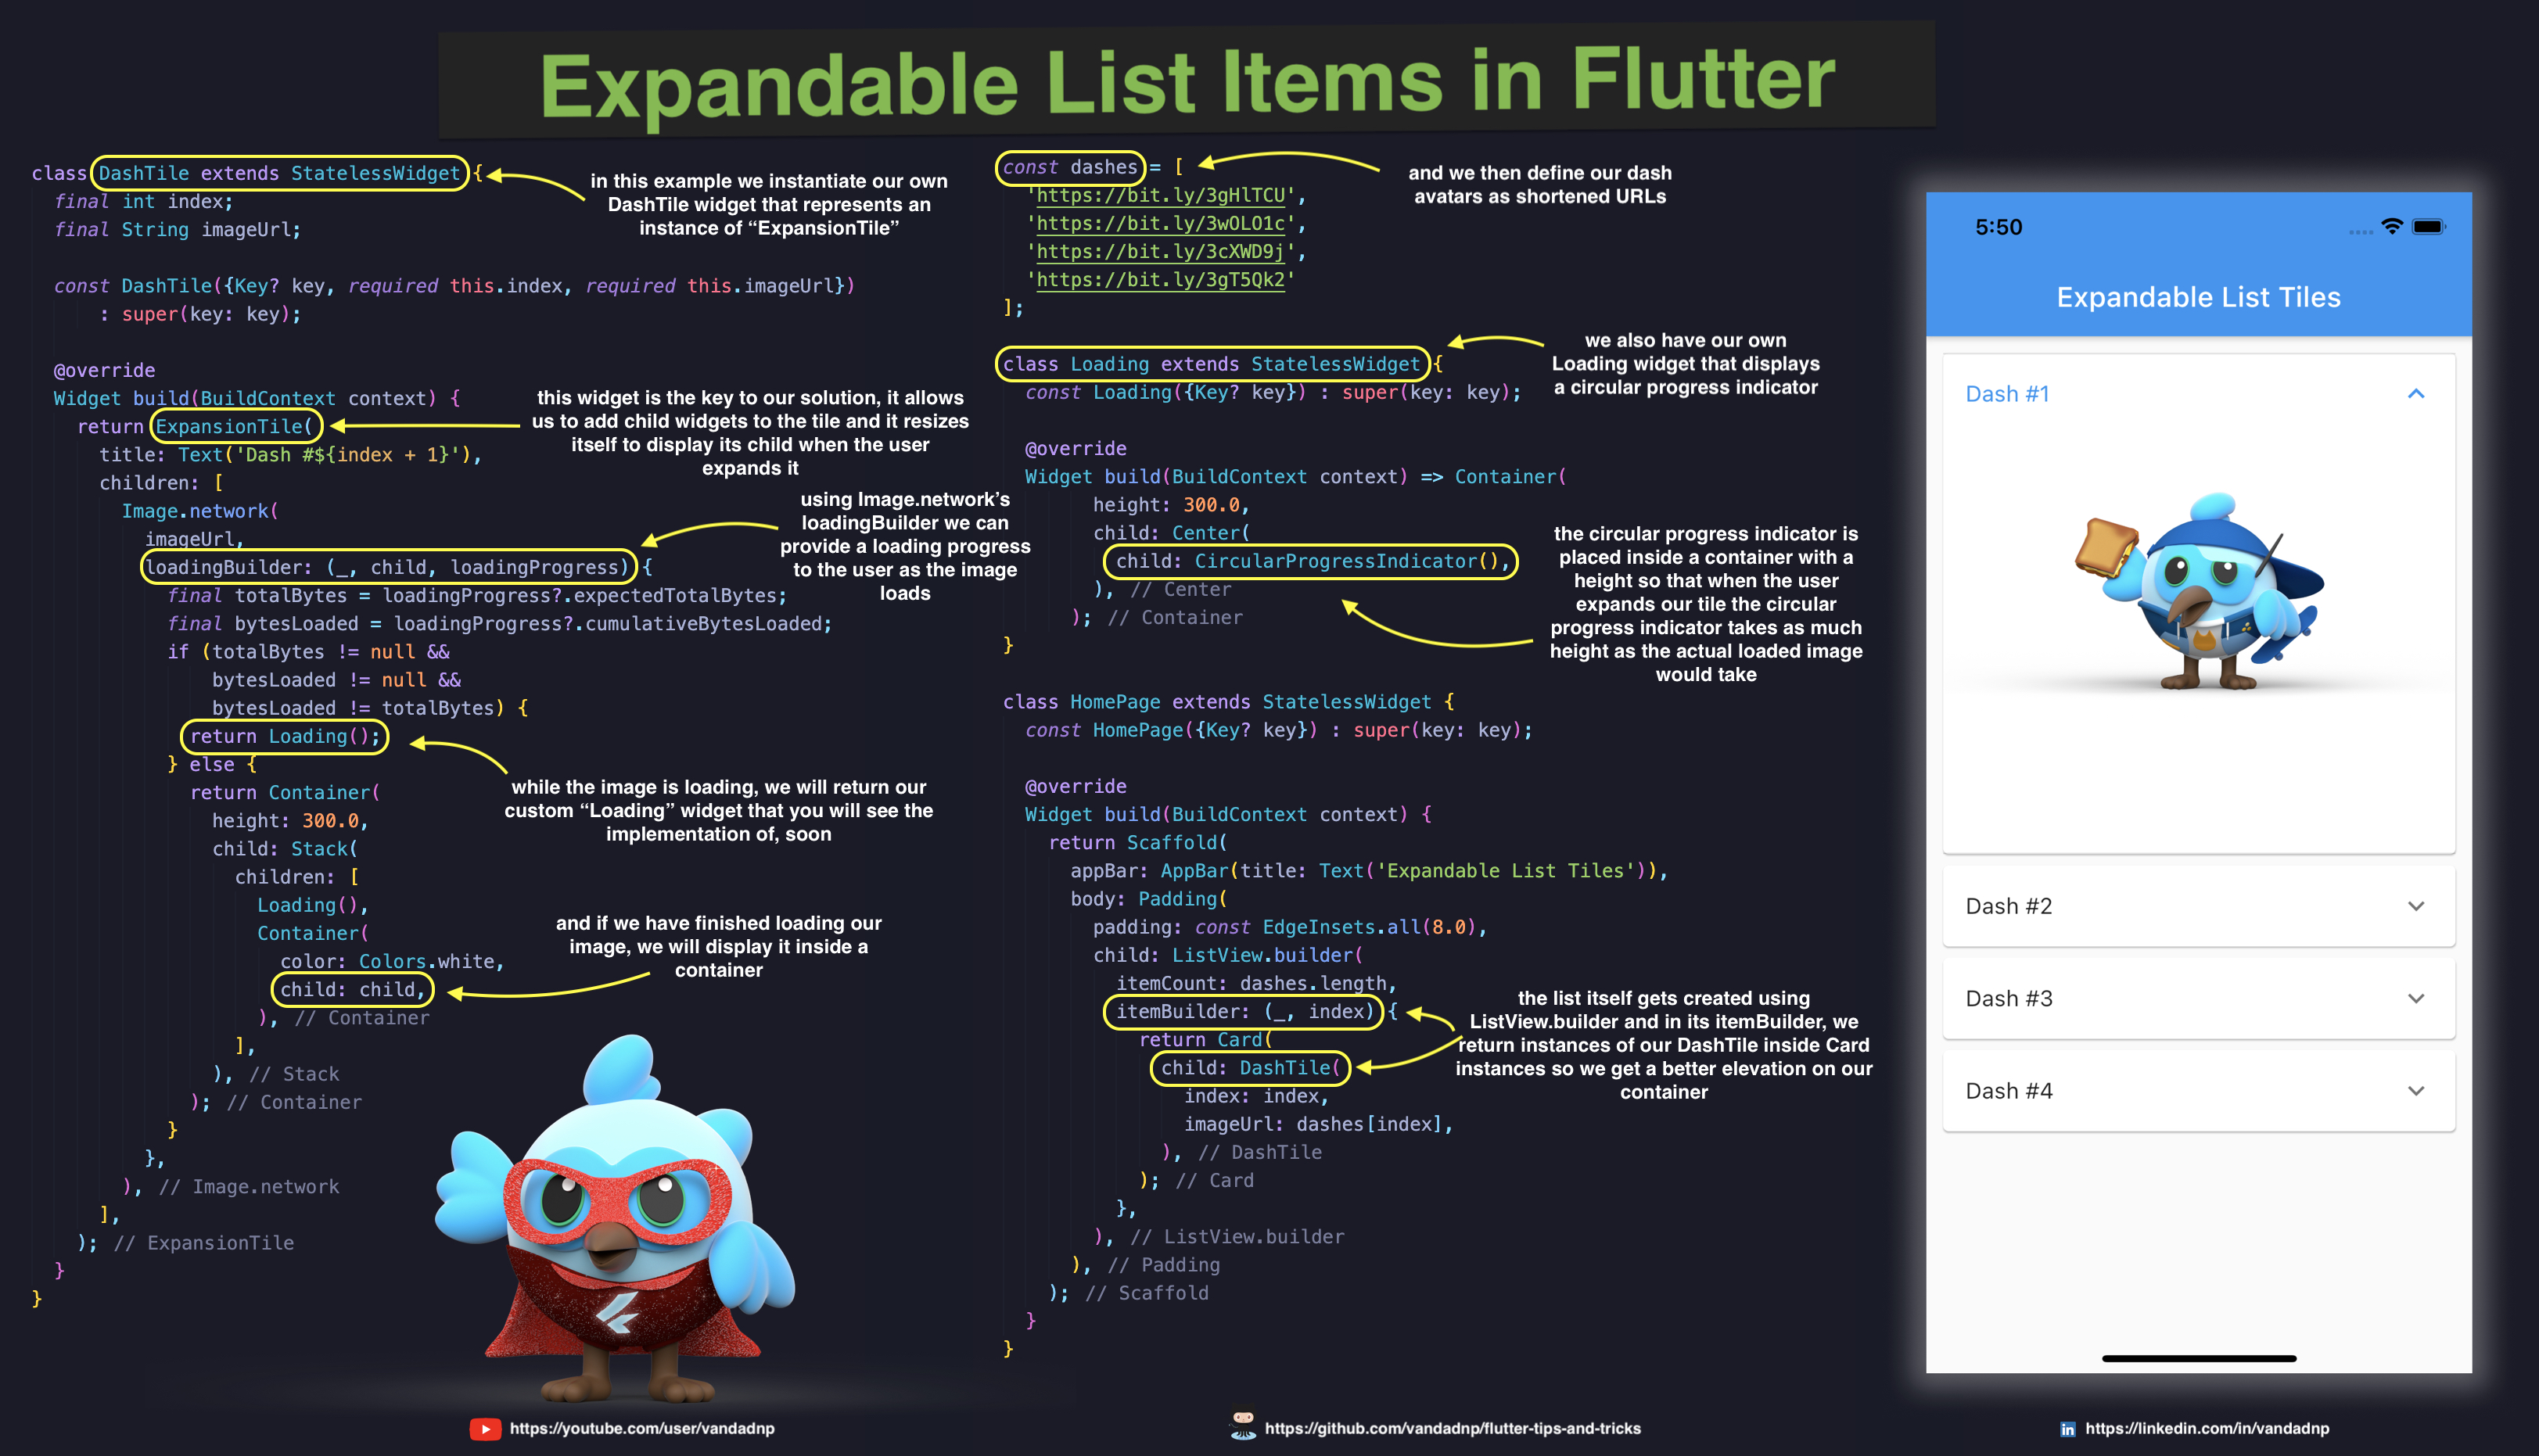 Expandable List Items in Flutter
class DashTile extends StatelessWidget {
final int index;
final String imageUrl;
const DashTile({Key? key, required this.index, required this.imageUrl})
: super(key: key);
@override
Widget build(BuildContext context) {
return ExpansionTile(
title: Text('Dash #${index + 1}'),
children: [
Image.network(
imageUrl,
loadingBuilder: (_, child, loadingProgress) {
final totalBytes = loadingProgress?.expectedTotalBytes;
final bytesLoaded = loadingProgress?.cumulativeBytesLoaded;
if (totalBytes != null &&
bytesLoaded != null &&
bytesLoaded != totalBytes) {
return Loading();
} else {
return Container(
height: 300.0,
child: Stack(
children: [
Loading(),
Container(
color: Colors.white,
child: child,
), // Container
],
), // Stack
); // Container
}
},
), // Image.network
],
); // ExpansionTile
}
}
in this example we instantiate our own
DashTile widget that represents an
instance of “ExpansionTile”
this widget is the key to our solution, it allows
us to add child widgets to the tile and it resizes
itself to display its child when the user
expands it
using Image.network’s
loadingBuilder we can
provide a loading progress
to the user as the image
loads
while the image is loading, we will return our
custom “Loading” widget that you will see the
implementation of, soon
and if we have finished loading our
image, we will display it inside a
container
const dashes = [
'https://bit.ly/3gHlTCU',
'https://bit.ly/3wOLO1c',
'https://bit.ly/3cXWD9j',
'https://bit.ly/3gT5Qk2'
];
class Loading extends StatelessWidget {
const Loading({Key? key}) : super(key: key);
@override
Widget build(BuildContext context) => Container(
height: 300.0,
child: Center(
child: CircularProgressIndicator(),
), // Center
); // Container
}
class HomePage extends StatelessWidget {
const HomePage({Key? key}) : super(key: key);
@override
Widget build(BuildContext context) {
return Scaffold(
appBar: AppBar(title: Text('Expandable List Tiles')),
body: Padding(
padding: const EdgeInsets.all(8.0),
child: ListView.builder(
itemCount: dashes.length,
itemBuilder: (_, index) {
return Card(
child: DashTile(
index: index,
imageUrl: dashes[index],
), // DashTile
); // Card
},
), // ListView.builder
), // Padding
); // Scaffold
}
}
and we then define our dash
avatars as shortened URLs
we also have our own
Loading widget that displays
a circular progress indicator
the circular progress indicator is
placed inside a container with a
height so that when the user
expands our tile the circular
progress indicator takes as much
height as the actual loaded image
would take
the list itself gets created using
ListView.builder and in its itemBuilder, we
return instances of our DashTile inside Card
instances so we get a better elevation on our
container
5:50
Expandable List Tiles
Dash #1
Dash #2
Dash #3
Dash #4
https://youtube.com/user/vandadnp
https://github.com/vandadnp/flutter-tips-and-tricks
in https://linkedin.com/in/vandadnp